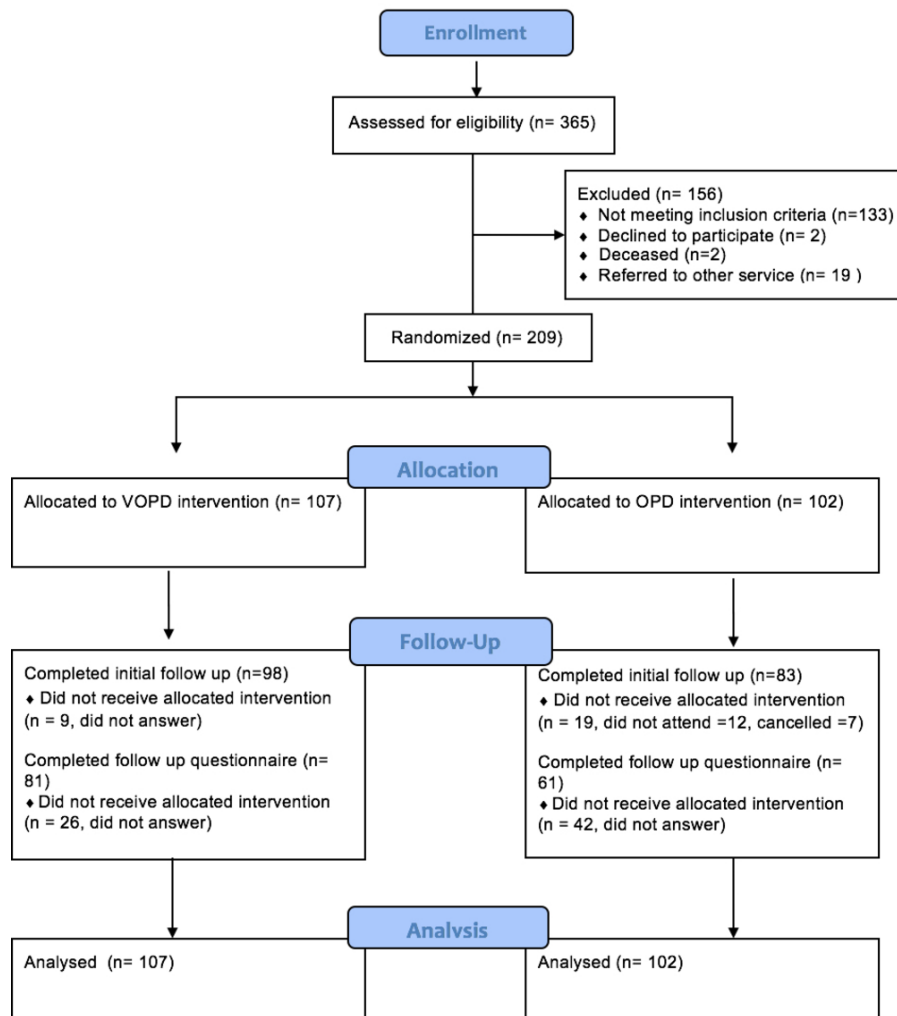 Enrollment
Assessed for eligibility (n= 365)
Excluded (n= 156)
♦ Not meeting inclusion criteria (n=133)
♦ Declined to participate (n= 2)
♦ Deceased (n=2)
♦ Referred to other service (n= 19 )
Randomized (n= 209)
Allocation
Allocated to VOPD intervention (n= 107)
Allocated to OPD intervention (n= 102)
Follow-Up
Completed initial follow up (n=98)
♦ Did not receive allocated intervention
(n = 9, did not answer)
Completed follow up questionnaire (n=
81)
♦ Did not receive allocated intervention
(n = 26, did not answer)
Completed initial follow up (n=83)
♦ Did not receive allocated intervention
(n = 19, did not attend =12, cancelled =7)
Completed follow up questionnaire (n=
61)
♦ Did not receive allocated intervention
(n = 42, did not answer)
Analysis
Analysed (n= 107)
Analysed (n= 102)